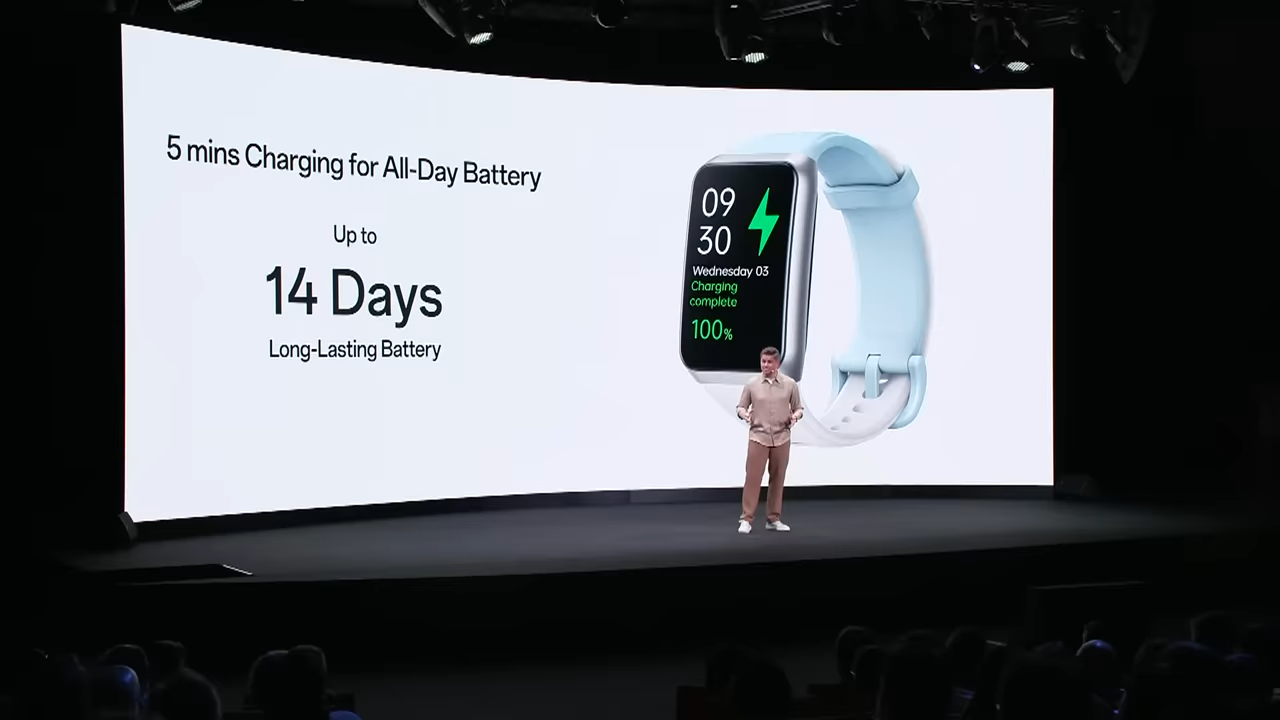 5 mins Charging for All-Day Battery
Up to
14 Days
Long-Lasting Battery
09
30
Wednesday 03
Charging
complete
100%